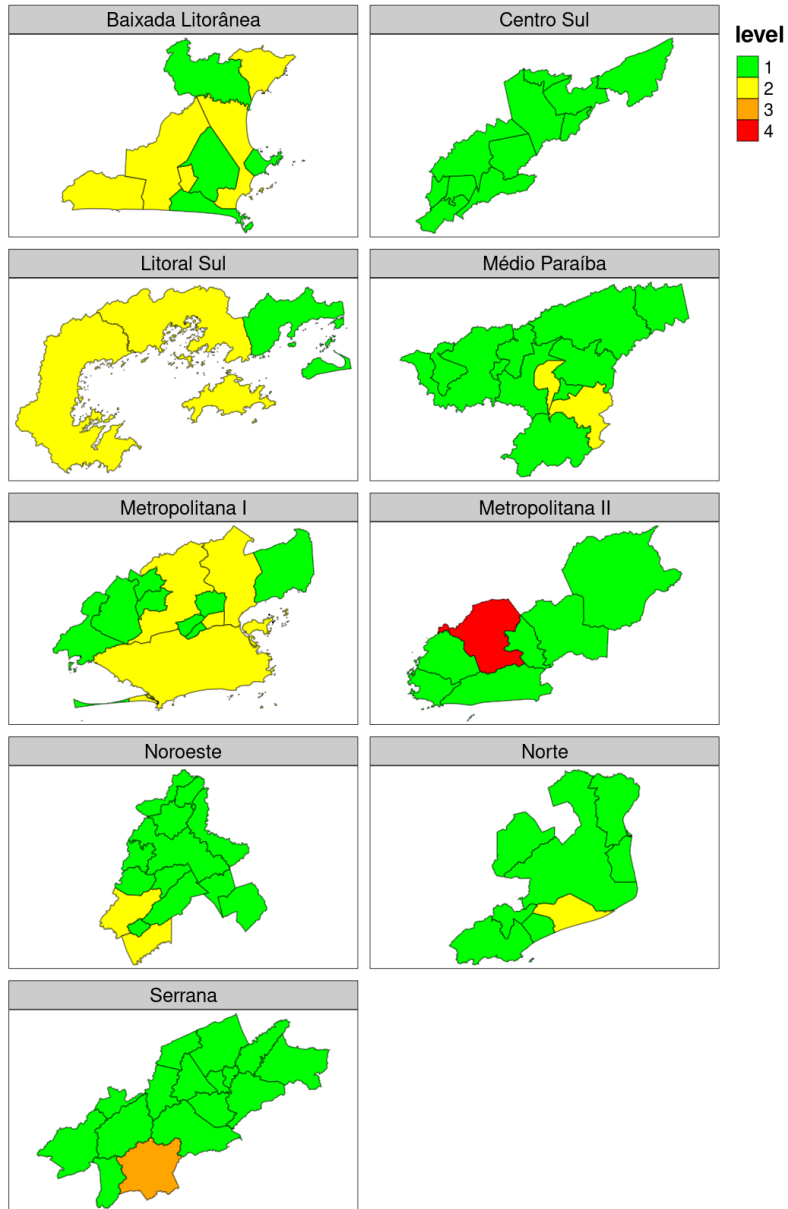 Baixada Litorânea
Centro Sul
level
1
2
3
4
Litoral Sul
Médio Paraíba
Metropolitana I
Metropolitana II
Noroeste
Norte
Serrana